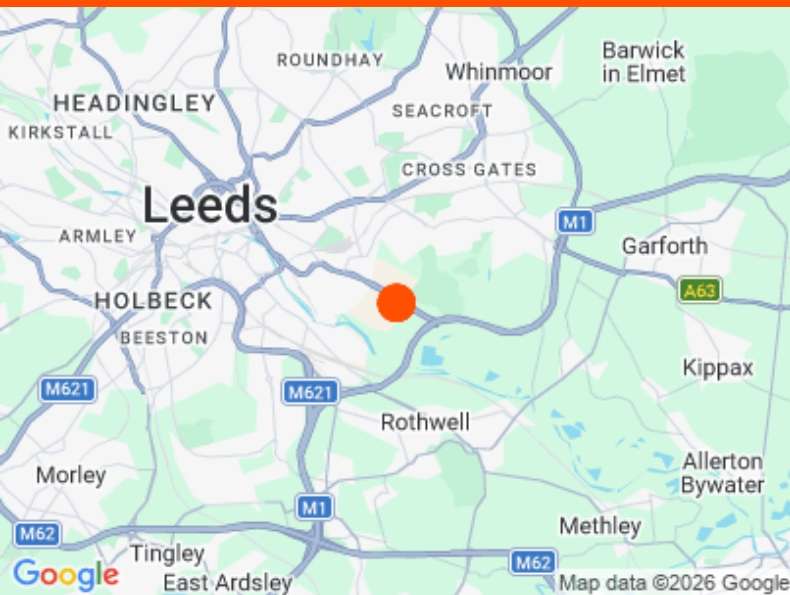 ROUNDHAY
Barwick
in Elmet
Whinmoor
HEADINGLEY
SEACROFT
KIRKSTALL
CROSS GATES
Leeds
M1
ARMLEY
Garforth
A63
HOLBECK
BEESTON
Kippax
M621
M621
Rothwell
Allerton
Bywater
Morley
M1
Methley
M62
Tingley
M62
Google
East Ardsley
Map data ©2026 Google